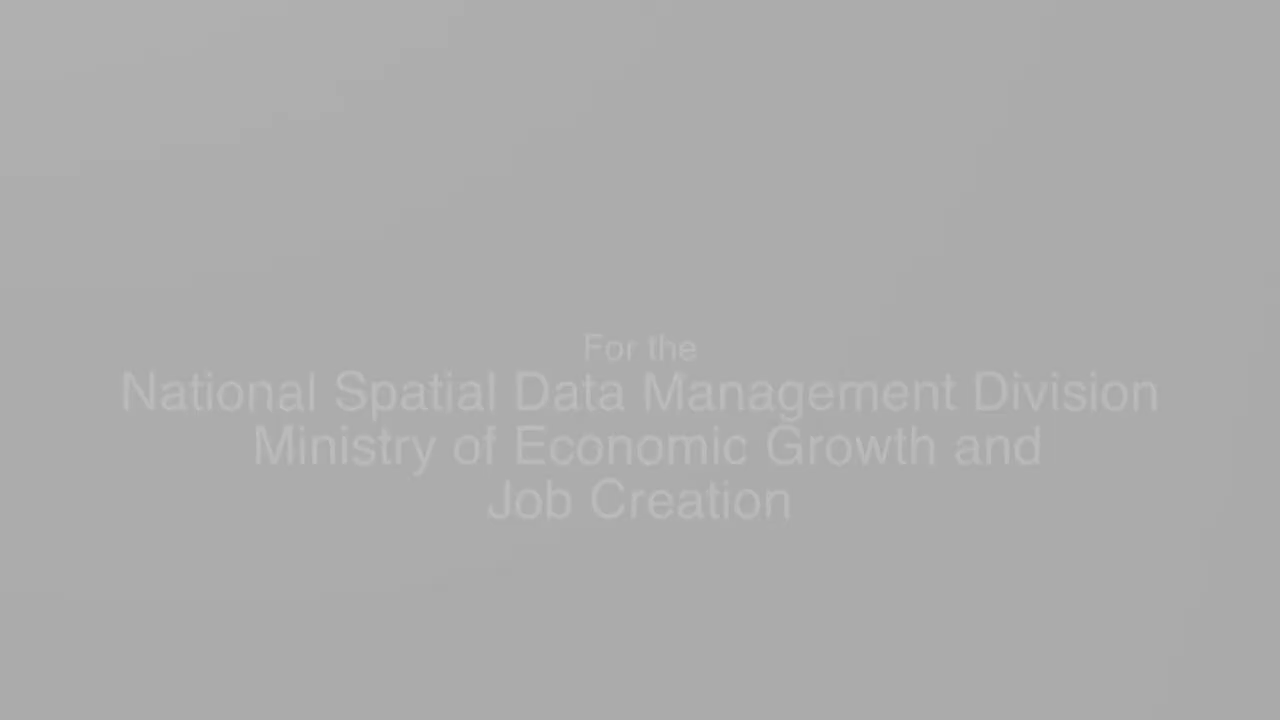 For the
National Spatial Data Management Division
Ministry of Economic Growth and
Job Creation